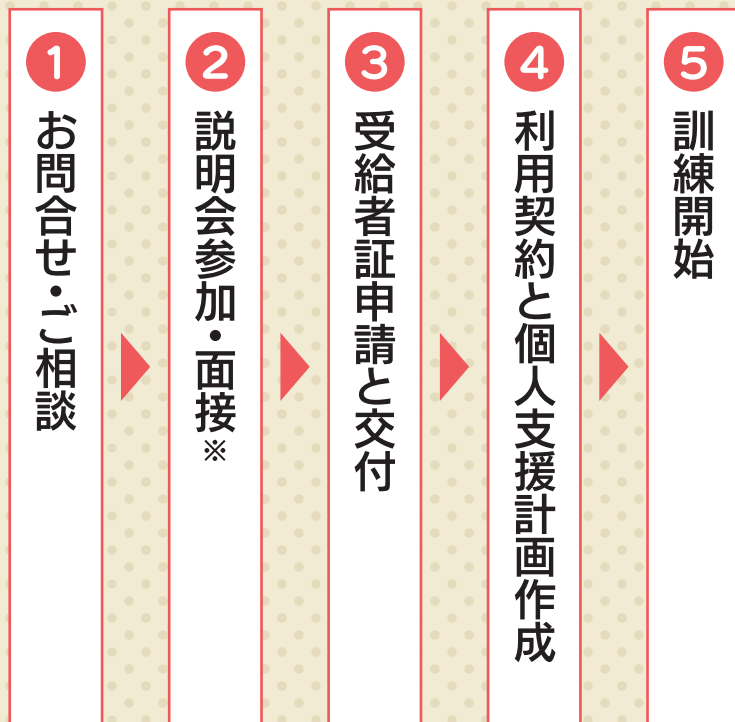 1
お問合せ・ご相談
2
説明会参加・面接※
3
受給者証申請と交付
4
利用契約と個人支援計画作成
5
訓練開始